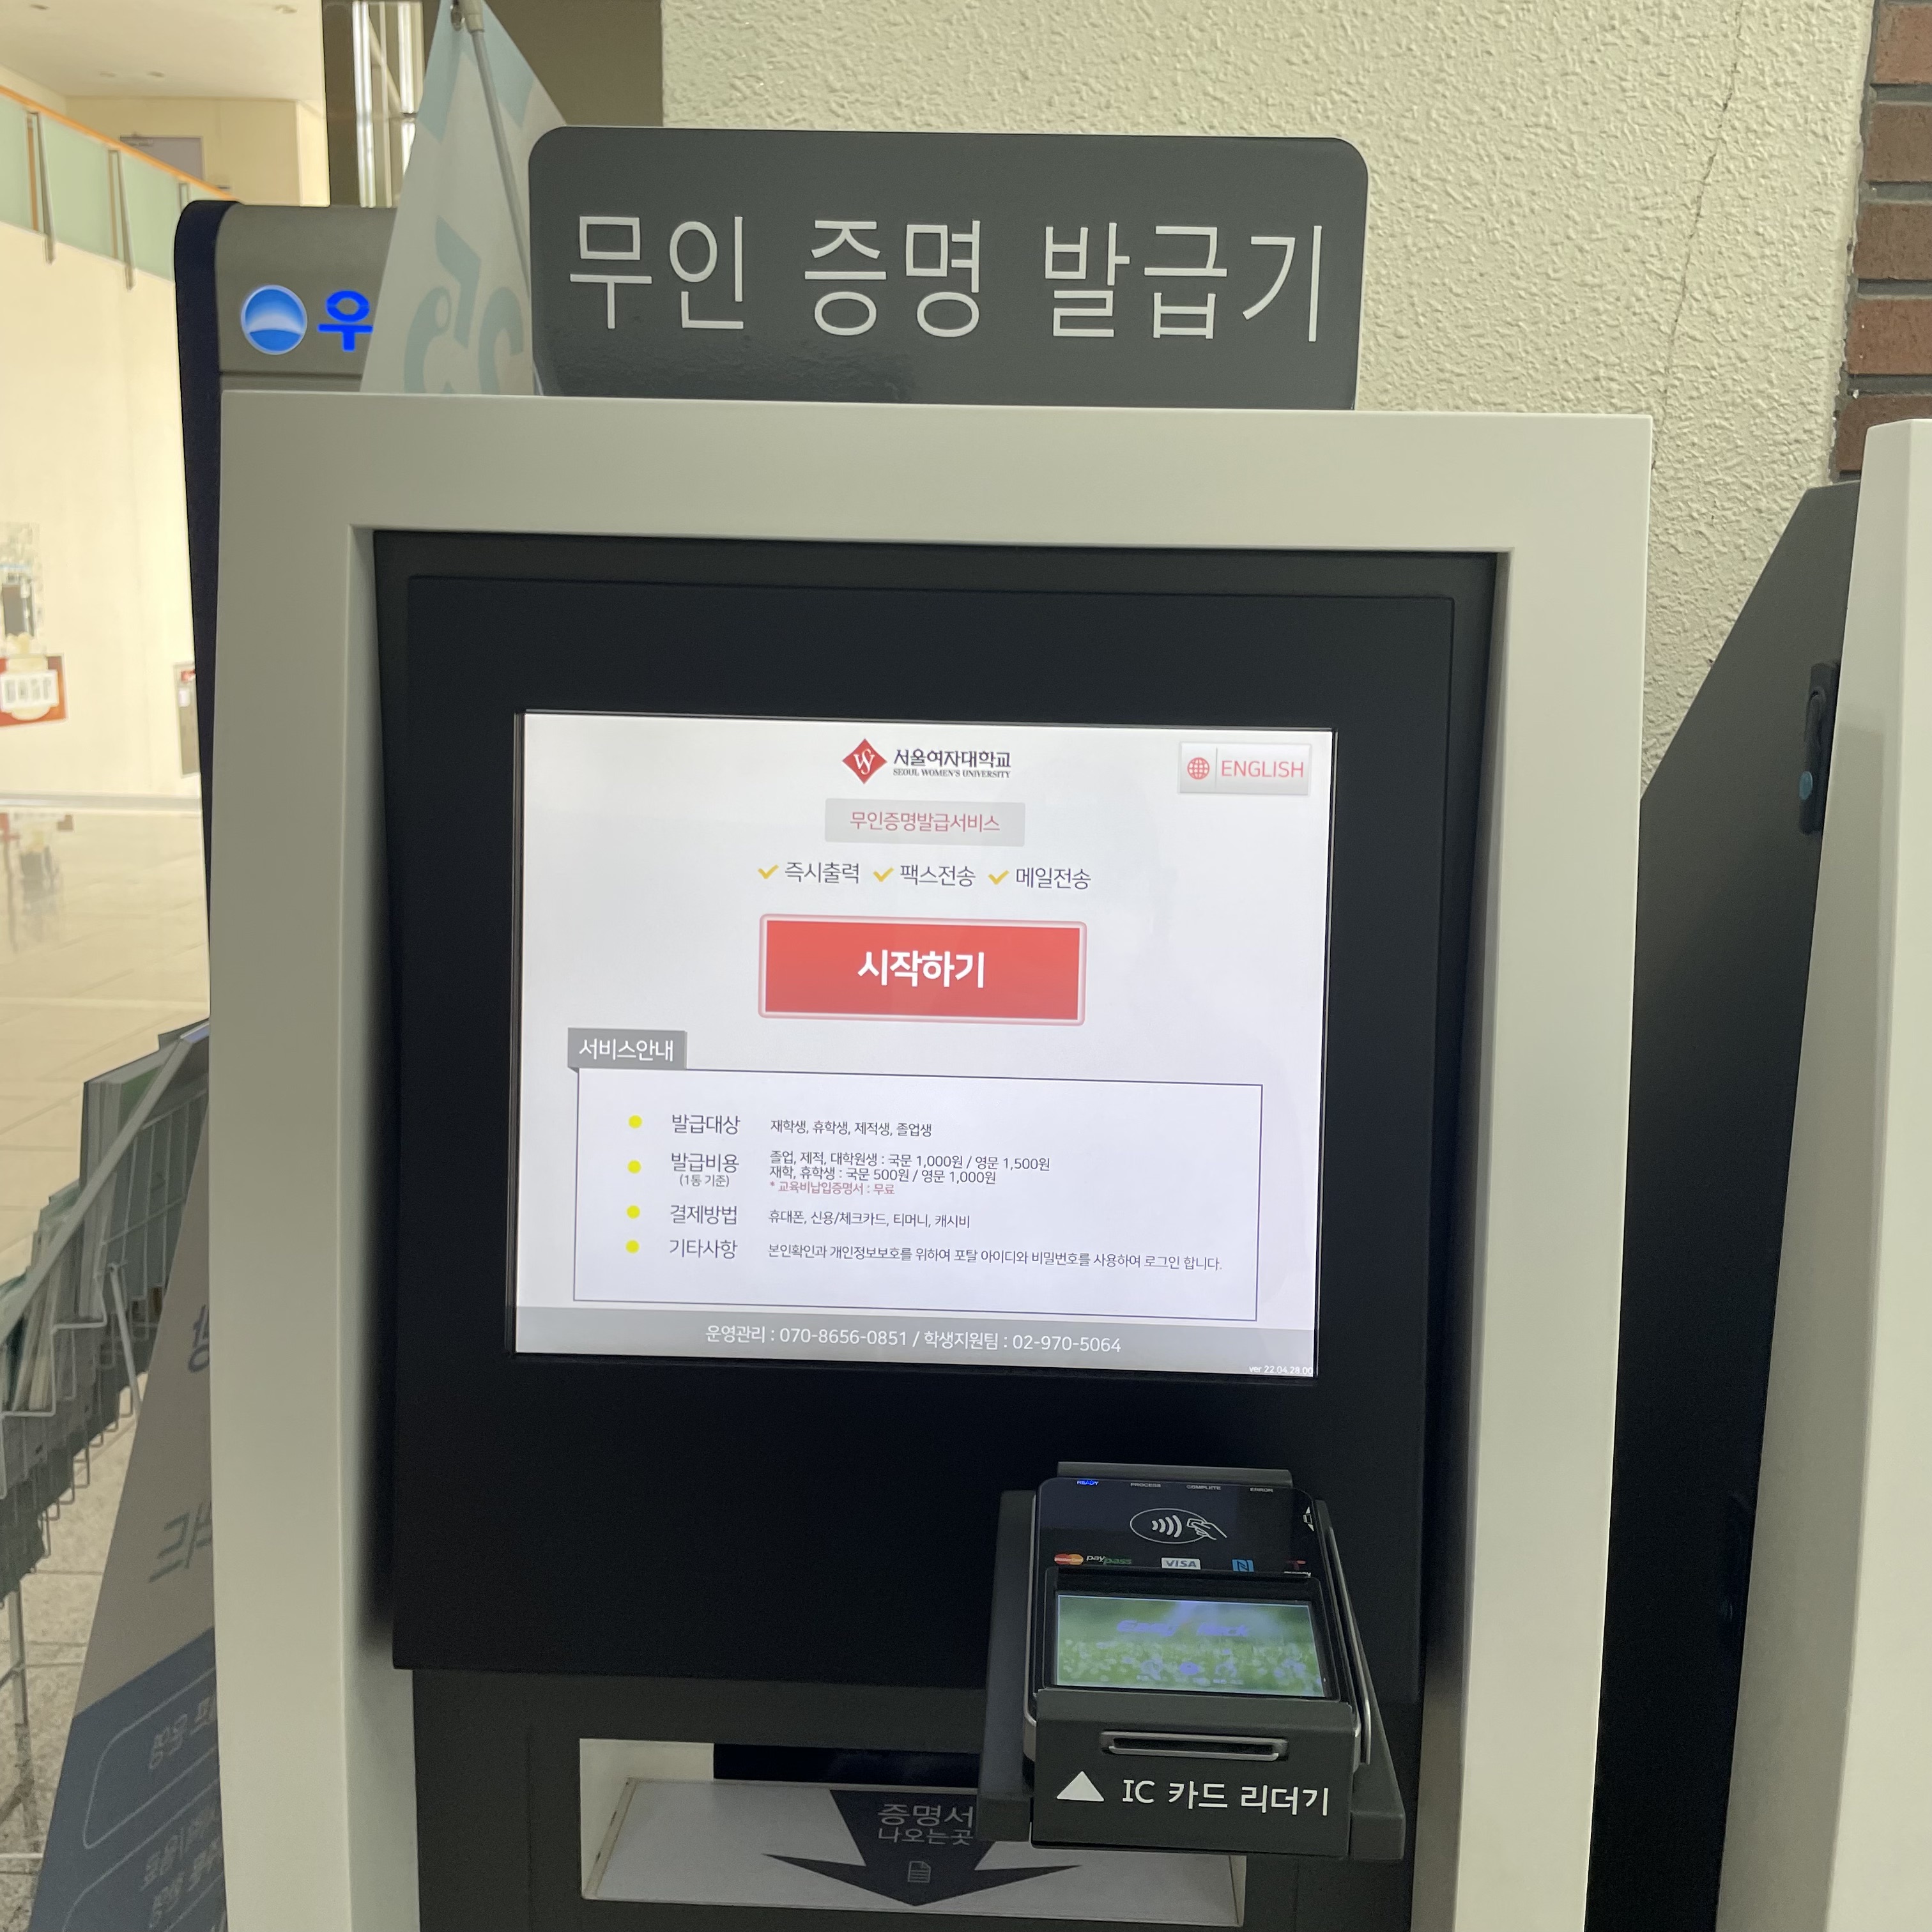 무인 증명 발급기
우
서울여자대학교
SEOUL WOMEN'S UNIVERSITY
ENGLISH
무인증명발급서비스
즉시출력 팩스전송 메일전송
시작하기
서비스안내
발급대상 재학생, 휴학생, 제적생, 졸업생
발급비용 졸업, 제적, 대학원생 : 국문 1,000원 / 영문 1,500원
(1통 기준) 재학, 휴학생 : 국문 500원 / 영문 1,000원
* 교육비납입증명서 : 무료
결제방법 휴대폰, 신용/체크카드, 티머니, 캐시비
기타사항 본인확인과 개인정보보호를 위하여 포탈 아이디와 비밀번호를 사용하여 로그인 합니다.
운영관리 : 070-8656-0851 / 학생지원팀 : 02-970-5064
ver 22.04.29.00
READY PROCESS COMPLETE ERROR
MasterCard paypass VISA
IC 카드 리더기
증명서
나오는곳